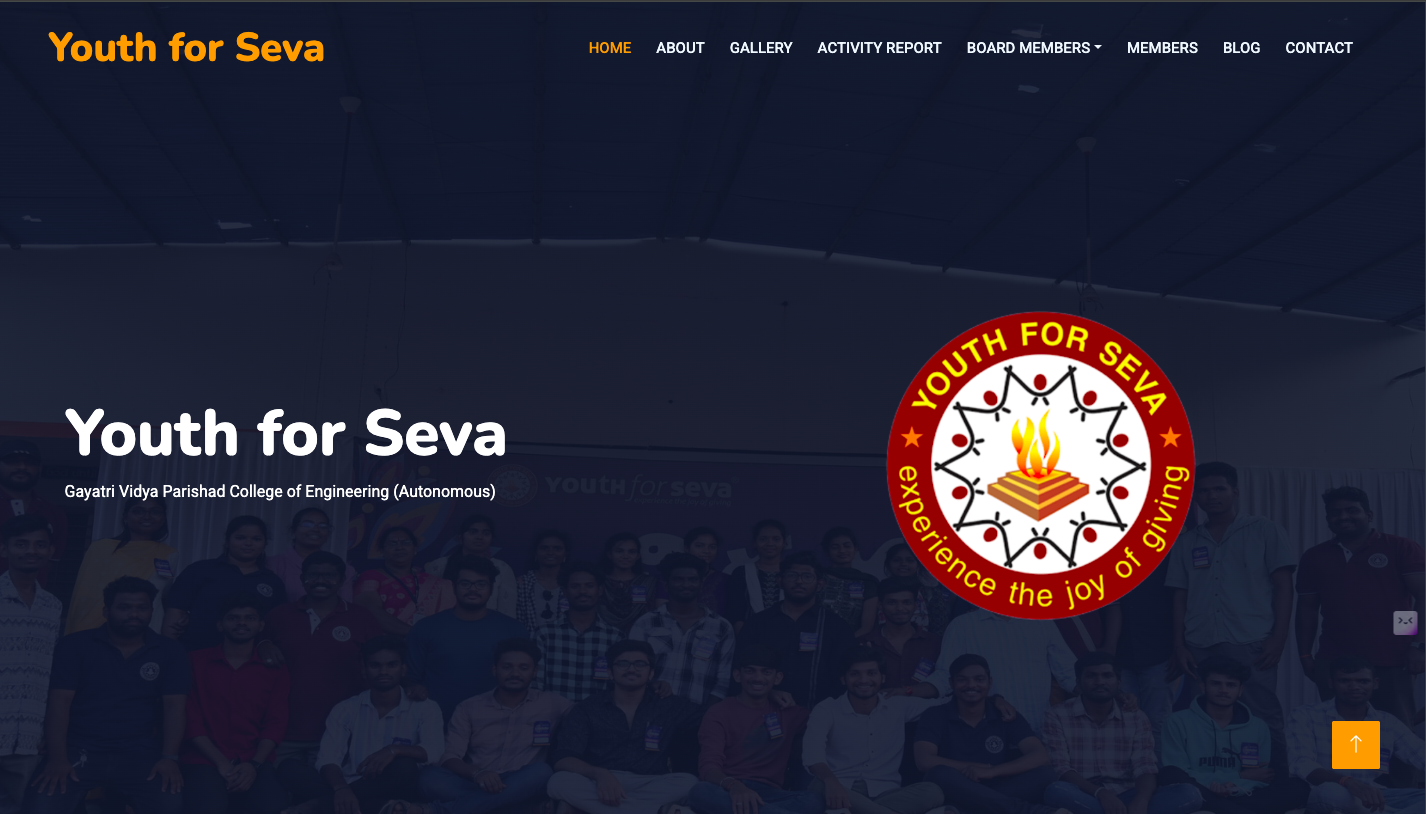 Youth for Seva
HOME ABOUT GALLERY ACTIVITY REPORT BOARD MEMBERS MEMBERS BLOG CONTACT
YOUTH FOR SEVA
experience the joy of giving
Youth for Seva
Gayatri Vidya Parishad College of Engineering (Autonomous)
YOUTH for seva
PUMA